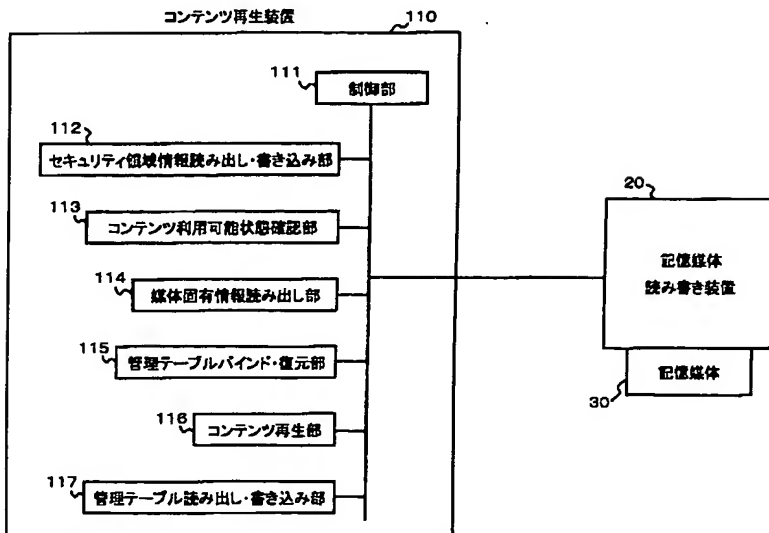 コンテンツ再生装置
110
111
制御部
112
セキュリティ領域情報読み出し・書き込み部
113
コンテンツ利用可能状態確認部
114
媒体固有情報読み出し部
115
管理テーブルバインド・復元部
116
コンテンツ再生部
117
管理テーブル読み出し・書き込み部
20
記憶媒体
読み書き装置
記憶媒体
30